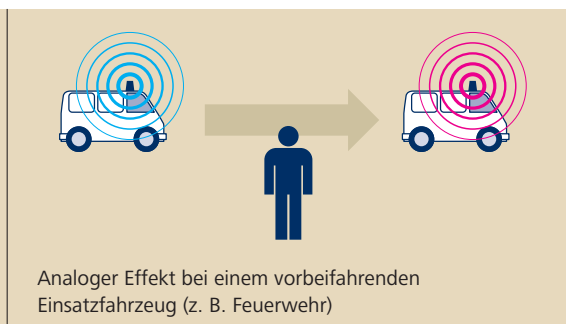 Analoger Effekt bei einem vorbeifahrenden
Einsatzfahrzeug (z. B. Feuerwehr)